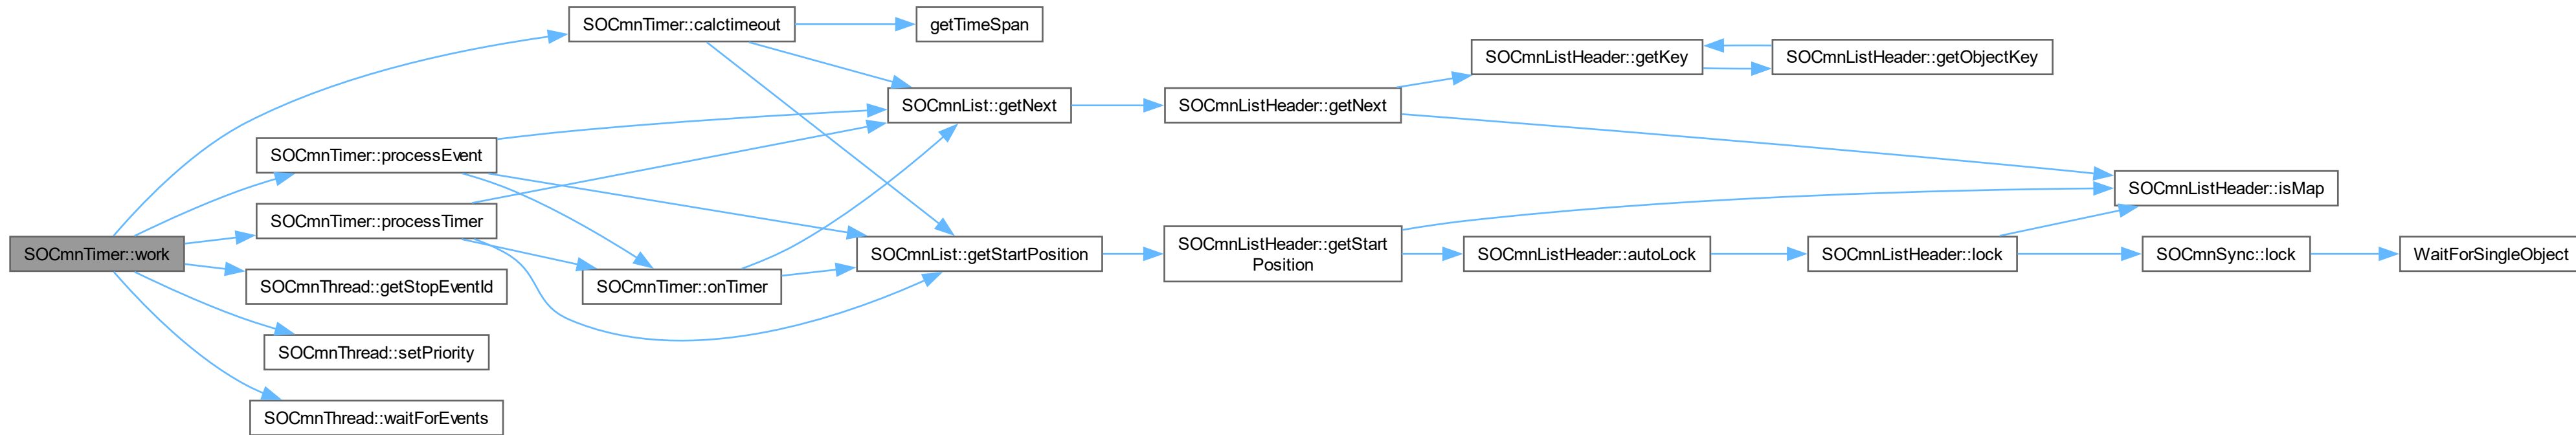 SOCmnTimer::work
SOCmnTimer::calctimeout
SOCmnTimer::processEvent
SOCmnTimer::processTimer
SOCmnThread::getStopEventId
SOCmnThread::setPriority
SOCmnThread::waitForEvents
getTimeSpan
SOCmnList::getNext
SOCmnList::getStartPosition
SOCmnTimer::onTimer
SOCmnListHeader::getNext
SOCmnListHeader::getStart
Position
SOCmnListHeader::getKey
SOCmnListHeader::getObjectKey
SOCmnListHeader::isMap
SOCmnListHeader::autoLock
SOCmnListHeader::lock
SOCmnSync::lock
WaitForSingleObject